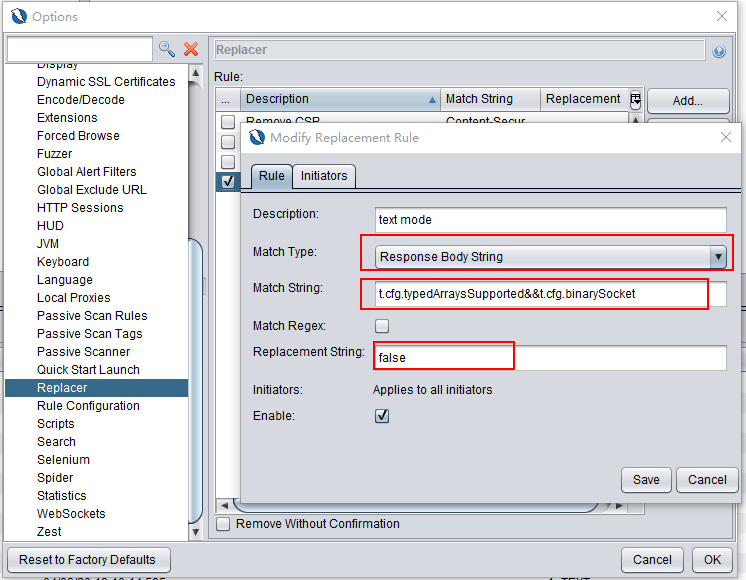 Options
Display
Dynamic SSL Certificates
Encode/Decode
Extensions
Forced Browse
Fuzzer
Global Alert Filters
Global Exclude URL
HTTP Sessions
HUD
JVM
Keyboard
Language
Local Proxies
Passive Scan Rules
Passive Scan Tags
Passive Scanner
Quick Start Launch
Replacer
Rule Configuration
Scripts
Search
Selenium
Spider
Statistics
WebSockets
Zest
Replacer
Rule:
... Description Match String Replacement
Add...
Remove CSP Content-Secur
Modify Replacement Rule
Rule Initiators
Description: text mode
Match Type: Response Body String
Match String: t.cfg.typedArraysSupported&&t.cfg.binarySocket
Match Regex:
Replacement String: false
Initiators: Applies to all initiators
Enable:
Save Cancel
Remove Without Confirmation
Reset to Factory Defaults Cancel OK